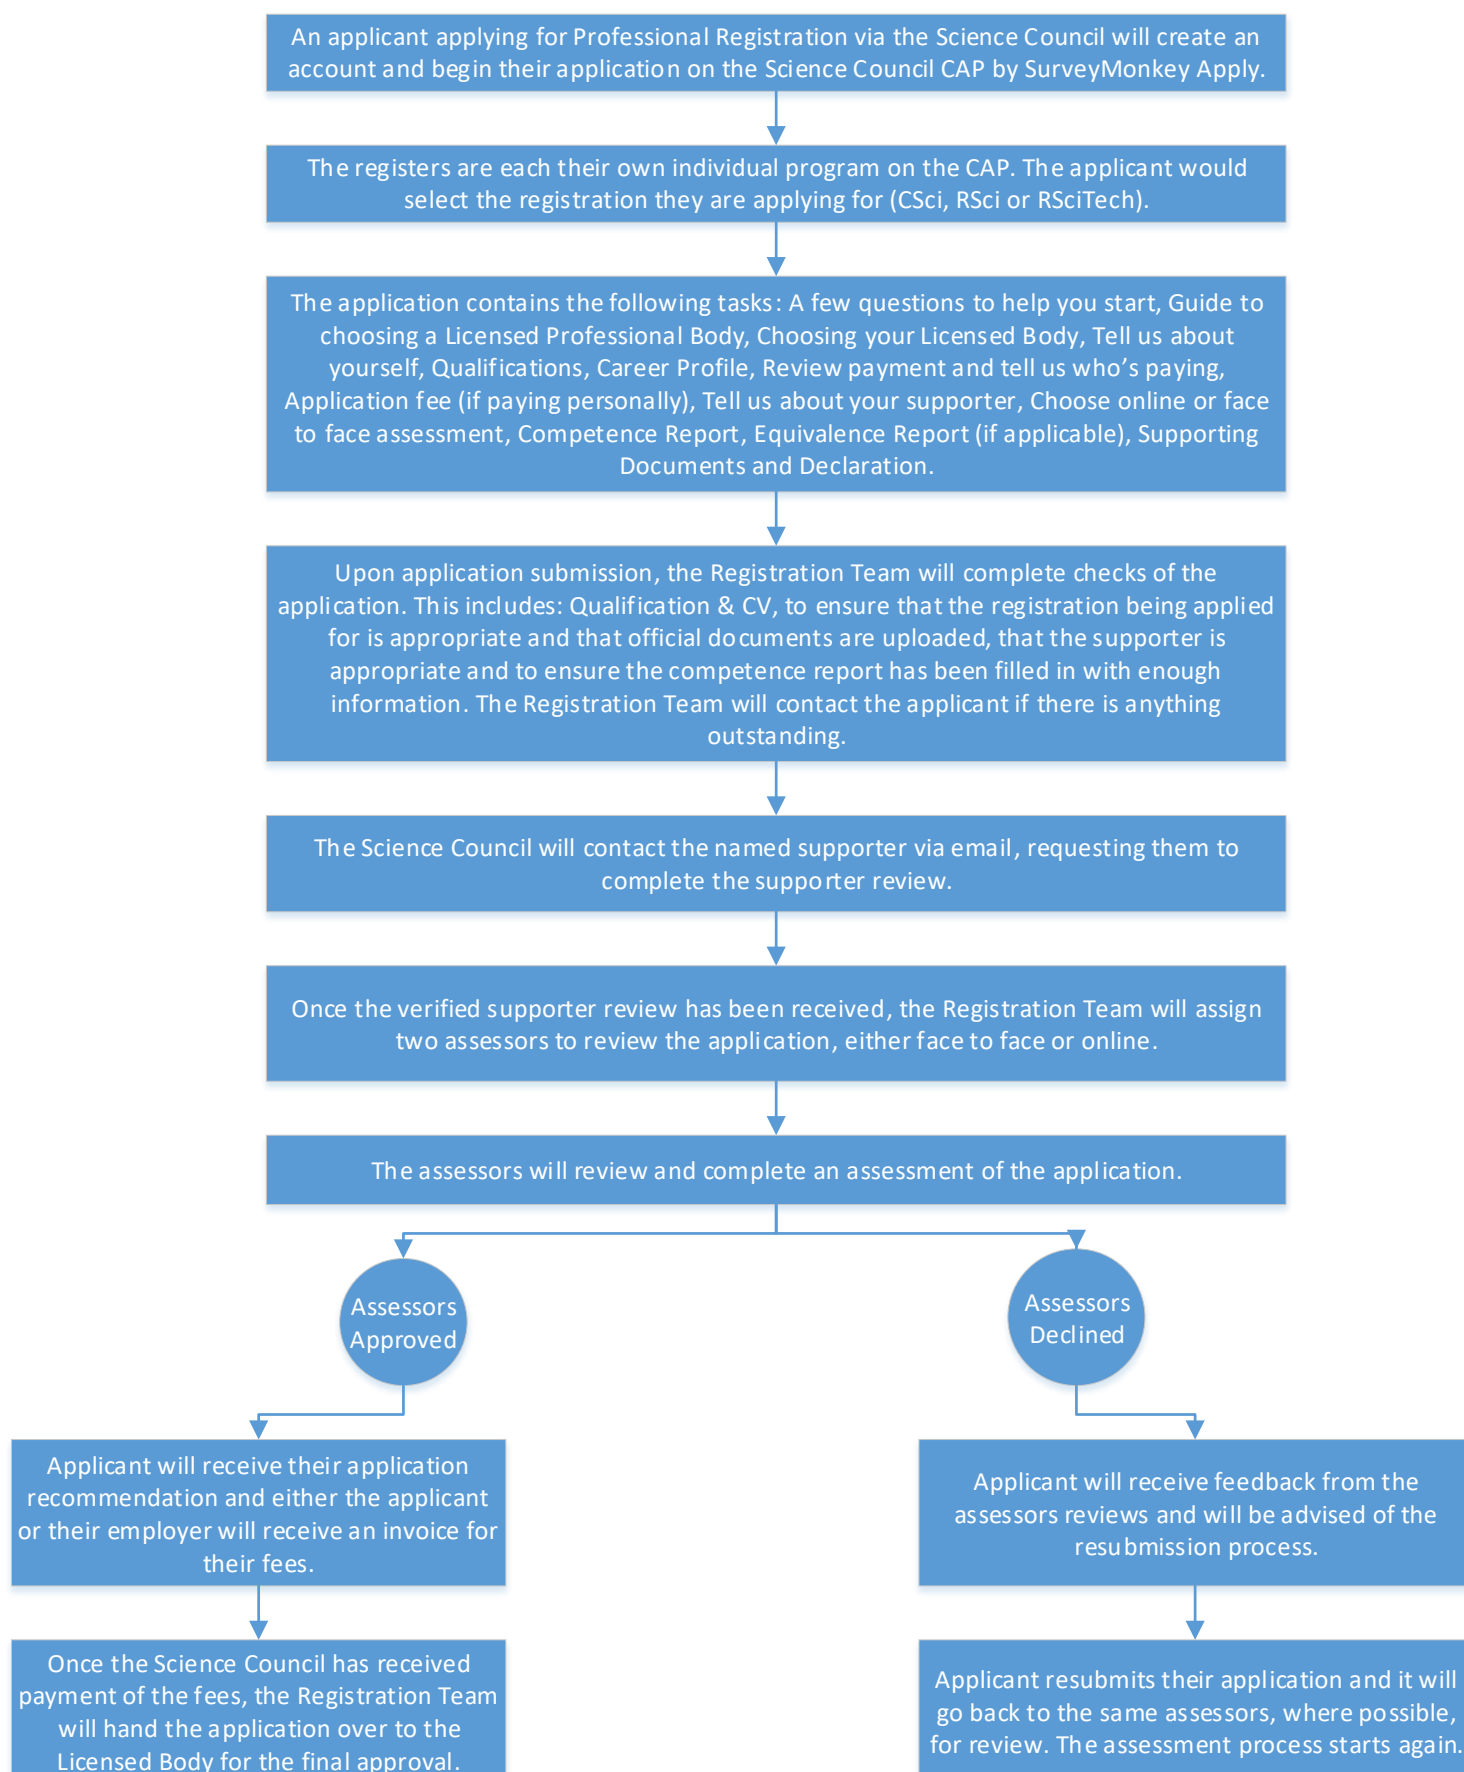 An applicant applying for Professional Registration via the Science Council will create an
account and begin their application on the Science Council CAP by SurveyMonkey Apply.
The registers are each their own individual program on the CAP. The applicant would
select the registration they are applying for (CSci, RSci or RSciTech).
The application contains the following tasks: A few questions to help you start, Guide to
choosing a Licensed Professional Body, Choosing your Licensed Body, Tell us about
yourself, Qualifications, Career Profile, Review payment and tell us who's paying,
Application fee (if paying personally), Tell us about your supporter, Choose online or face
to face assessment, Competence Report, Equivalence Report (if applicable), Supporting
Documents and Declaration.
Upon application submission, the Registration Team will complete checks of the
application. This includes: Qualification & CV, to ensure that the registration being applied
for is appropriate and that official documents are uploaded, that the supporter is
appropriate and to ensure the competence report has been filled in with enough
information. The Registration Team will contact the applicant if there is anything
outstanding.
The Science Council will contact the named supporter via email, requesting them to
complete the supporter review.
Once the verified supporter review has been received, the Registration Team will assign
two assessors to review the application, either face to face or online.
The assessors will review and complete an assessment of the application.
Assessors
Approved
Assessors
Declined
Applicant will receive their application
recommendation and either the applicant
or their employer will receive an invoice for
their fees.
Applicant will receive feedback from the
assessors reviews and will be advised of the
resubmission process.
Once the Science Council has received
payment of the fees, the Registration Team
will hand the application over to the
Licensed Body for the final approval.
Applicant resubmits their application and it will
go back to the same assessors, where possible,
for review. The assessment process starts again.